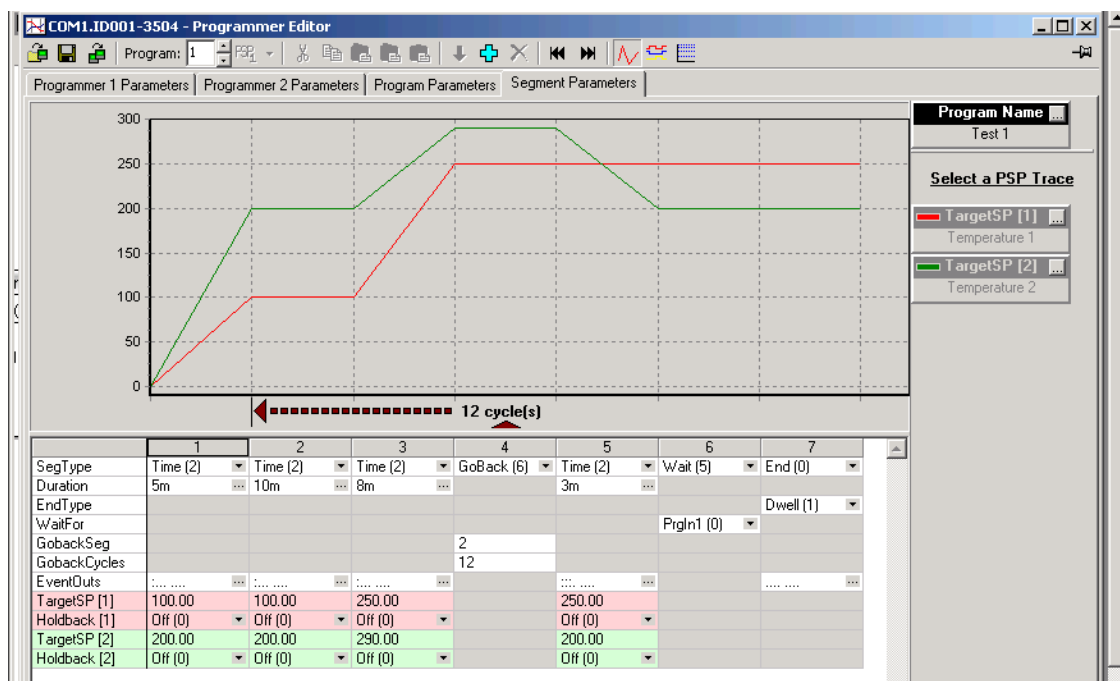 COM1.ID001-3504 - Programmer Editor
Program: 1
Programmer 1 Parameters Programmer 2 Parameters Program Parameters Segment Parameters
300
250
200
150
100
50
0
12 cycle(s)
Program Name ...
Test 1
Select a PSP Trace
TargetSP [1] ...
Temperature 1
TargetSP [2] ...
Temperature 2
1 2 3 4 5 6 7
SegType Time (2) Time (2) Time (2) GoBack (6) Time (2) Wait (5) End (0)
Duration 5m ... 10m ... 8m ... 3m ...
EndType Dwell (1)
WaitFor PrgIn1 (0)
GobackSeg 2
GobackCycles 12
EventOuts :... .... ... :... .... ... :... .... ... :::. .... ... .... .... ...
TargetSP [1] 100.00 100.00 250.00 250.00
Holdback [1] Off (0) Off (0) Off (0) Off (0)
TargetSP [2] 200.00 200.00 290.00 200.00
Holdback [2] Off (0) Off (0) Off (0) Off (0)